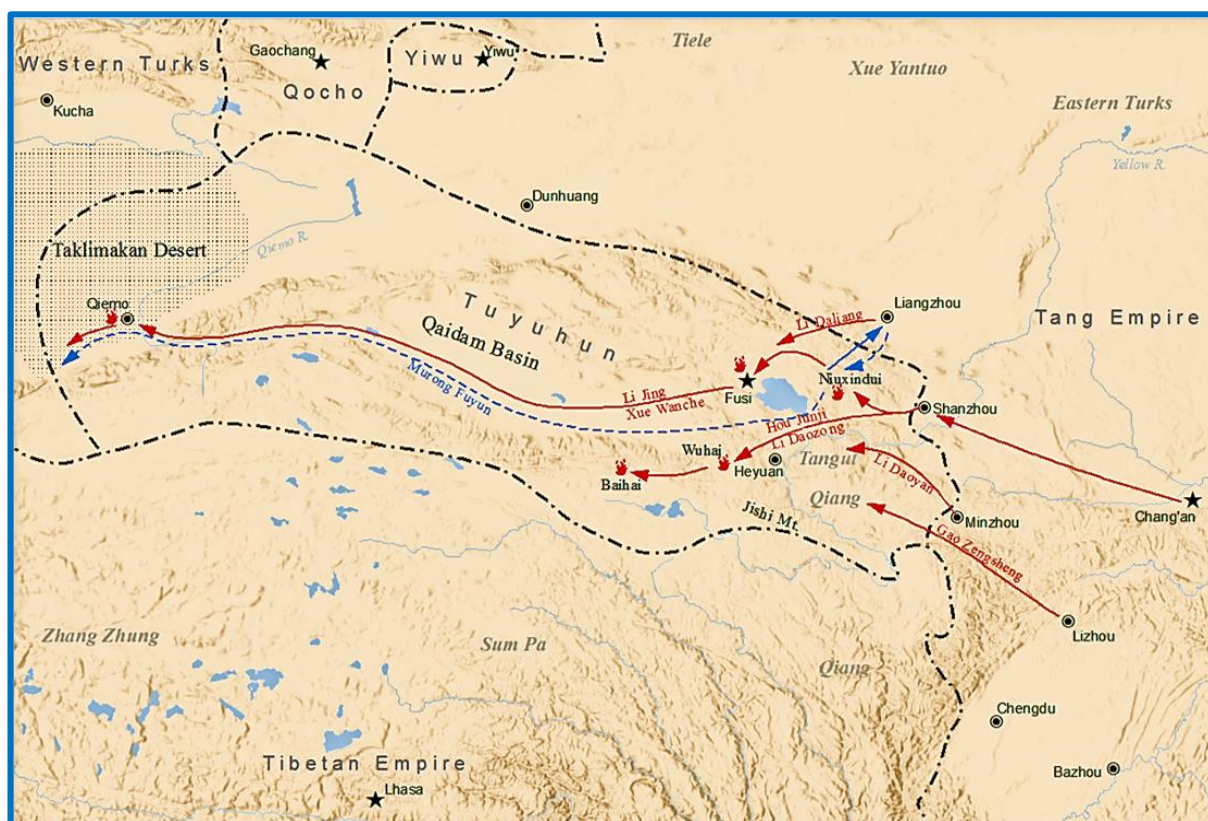 Tiele
Gaochang
Yiwu
Yiwu
Western Turks
Xue Yantuo
Qocho
Kucha
Eastern Turks
Yellow R.
Dunhuang
Taklimakan Desert
Qiemo R.
Qiemo
Tuyuhun
Qaidam Basin
Liangzhou
Li Daliang
Tang Empire
Murong Fuyun
Li Jing
Xue Wanche
Fusi
Niuxindui
Shanzhou
Hou Junji
Li Daozong
Wuhaj
Heyuan
Tangut
Li Daoyan
Baihai
Qiang
Jishi Mt.
Minzhou
Chang'an
Gao Zengsheng
Lizhou
Zhang Zhung
Sum Pa
Qiang
Chengdu
Tibetan Empire
Bazhou
Lhasa